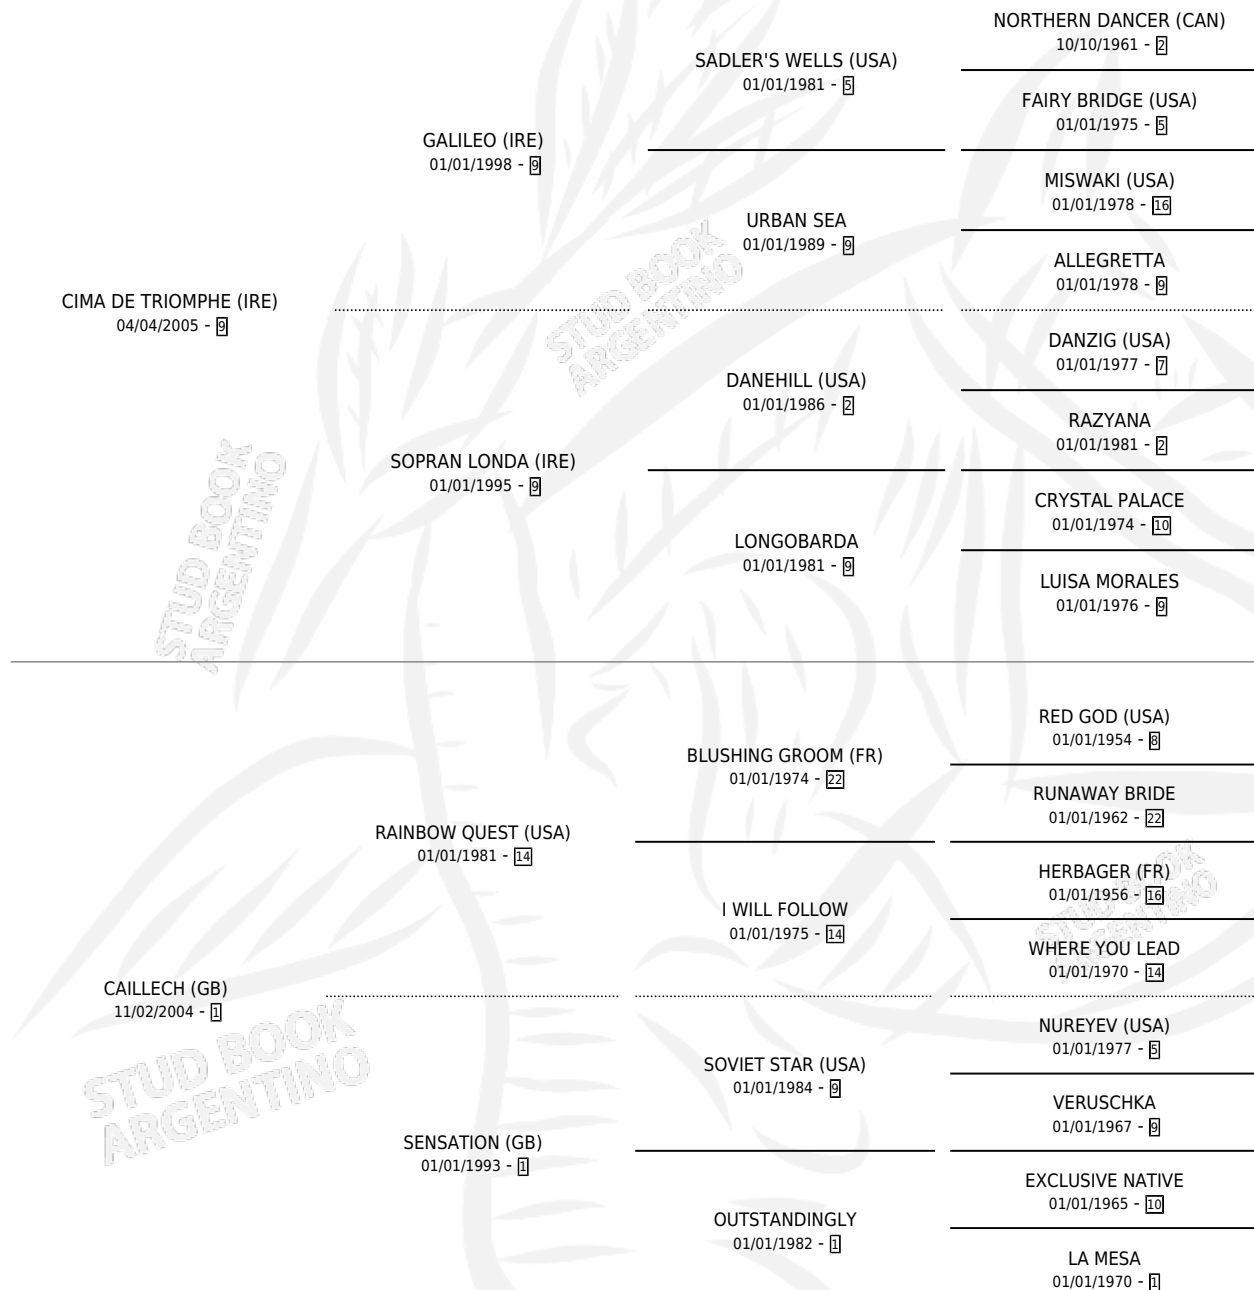 NORTHERN DANCER (CAN)
10/10/1961 - 2
SADLER'S WELLS (USA)
01/01/1981 - 5
FAIRY BRIDGE (USA)
01/01/1975 - 5
GALILEO (IRE)
01/01/1998 - 9
MISWAKI (USA)
01/01/1978 - 16
URBAN SEA
01/01/1989 - 9
ALLEGRETTA
01/01/1978 - 9
CIMA DE TRIOMPHE (IRE)
04/04/2005 - 9
DANZIG (USA)
01/01/1977 - 7
DANEHILL (USA)
01/01/1986 - 2
RAZYANA
01/01/1981 - 2
SOPRAN LONDA (IRE)
01/01/1995 - 9
CRYSTAL PALACE
01/01/1974 - 10
LONGOBARDA
01/01/1981 - 9
LUISA MORALES
01/01/1976 - 9
RED GOD (USA)
01/01/1954 - 8
BLUSHING GROOM (FR)
01/01/1974 - 22
RUNAWAY BRIDE
01/01/1962 - 22
RAINBOW QUEST (USA)
01/01/1981 - 14
HERBAGER (FR)
01/01/1956 - 16
I WILL FOLLOW
01/01/1975 - 14
WHERE YOU LEAD
01/01/1970 - 14
CAILLECH (GB)
11/02/2004 - 1
NUREYEV (USA)
01/01/1977 - 5
SOVIET STAR (USA)
01/01/1984 - 9
VERUSCHKA
01/01/1967 - 9
SENSATION (GB)
01/01/1993 - 1
EXCLUSIVE NATIVE
01/01/1965 - 10
OUTSTANDINGLY
01/01/1982 - 1
LA MESA
01/01/1970 - 1
STUD BOOK
ARGENTINO
STUD BOOK
ARGENTINO
STUD BOOK
ARGENTINO
STUD BOOK
ARGENTINO